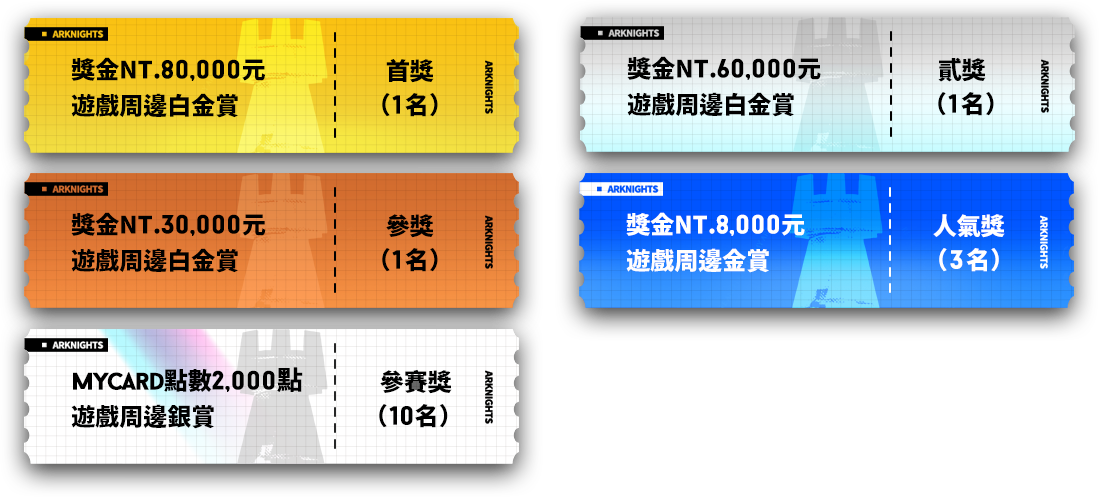 ARKNIGHTS
獎金NT.80,000元
遊戲周邊白金賞
首獎
（1名）
ARKNIGHTS
ARKNIGHTS
獎金NT.60,000元
遊戲周邊白金賞
貳獎
（1名）
ARKNIGHTS
ARKNIGHTS
獎金NT.30,000元
遊戲周邊白金賞
參獎
（1名）
ARKNIGHTS
ARKNIGHTS
獎金NT.8,000元
遊戲周邊金賞
人氣獎
（3名）
ARKNIGHTS
ARKNIGHTS
MYCARD點數2,000點
遊戲周邊銀賞
參賽獎
（10名）
ARKNIGHTS